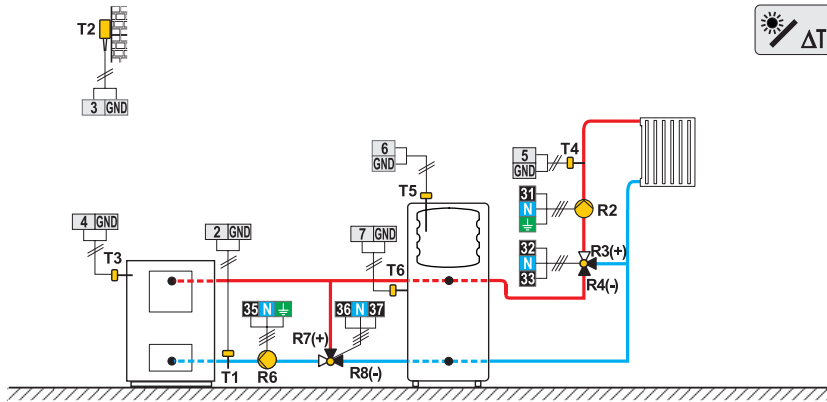 T2
3 GND
ΔT
6
GND
T5
5
GND
T4
31
N
R2
32
N
33
R3(+)
R4(-)
4 GND
T3
2 GND
7 GND
T6
35 N
36 N 37
R7(+)
R8(-)
T1
R6